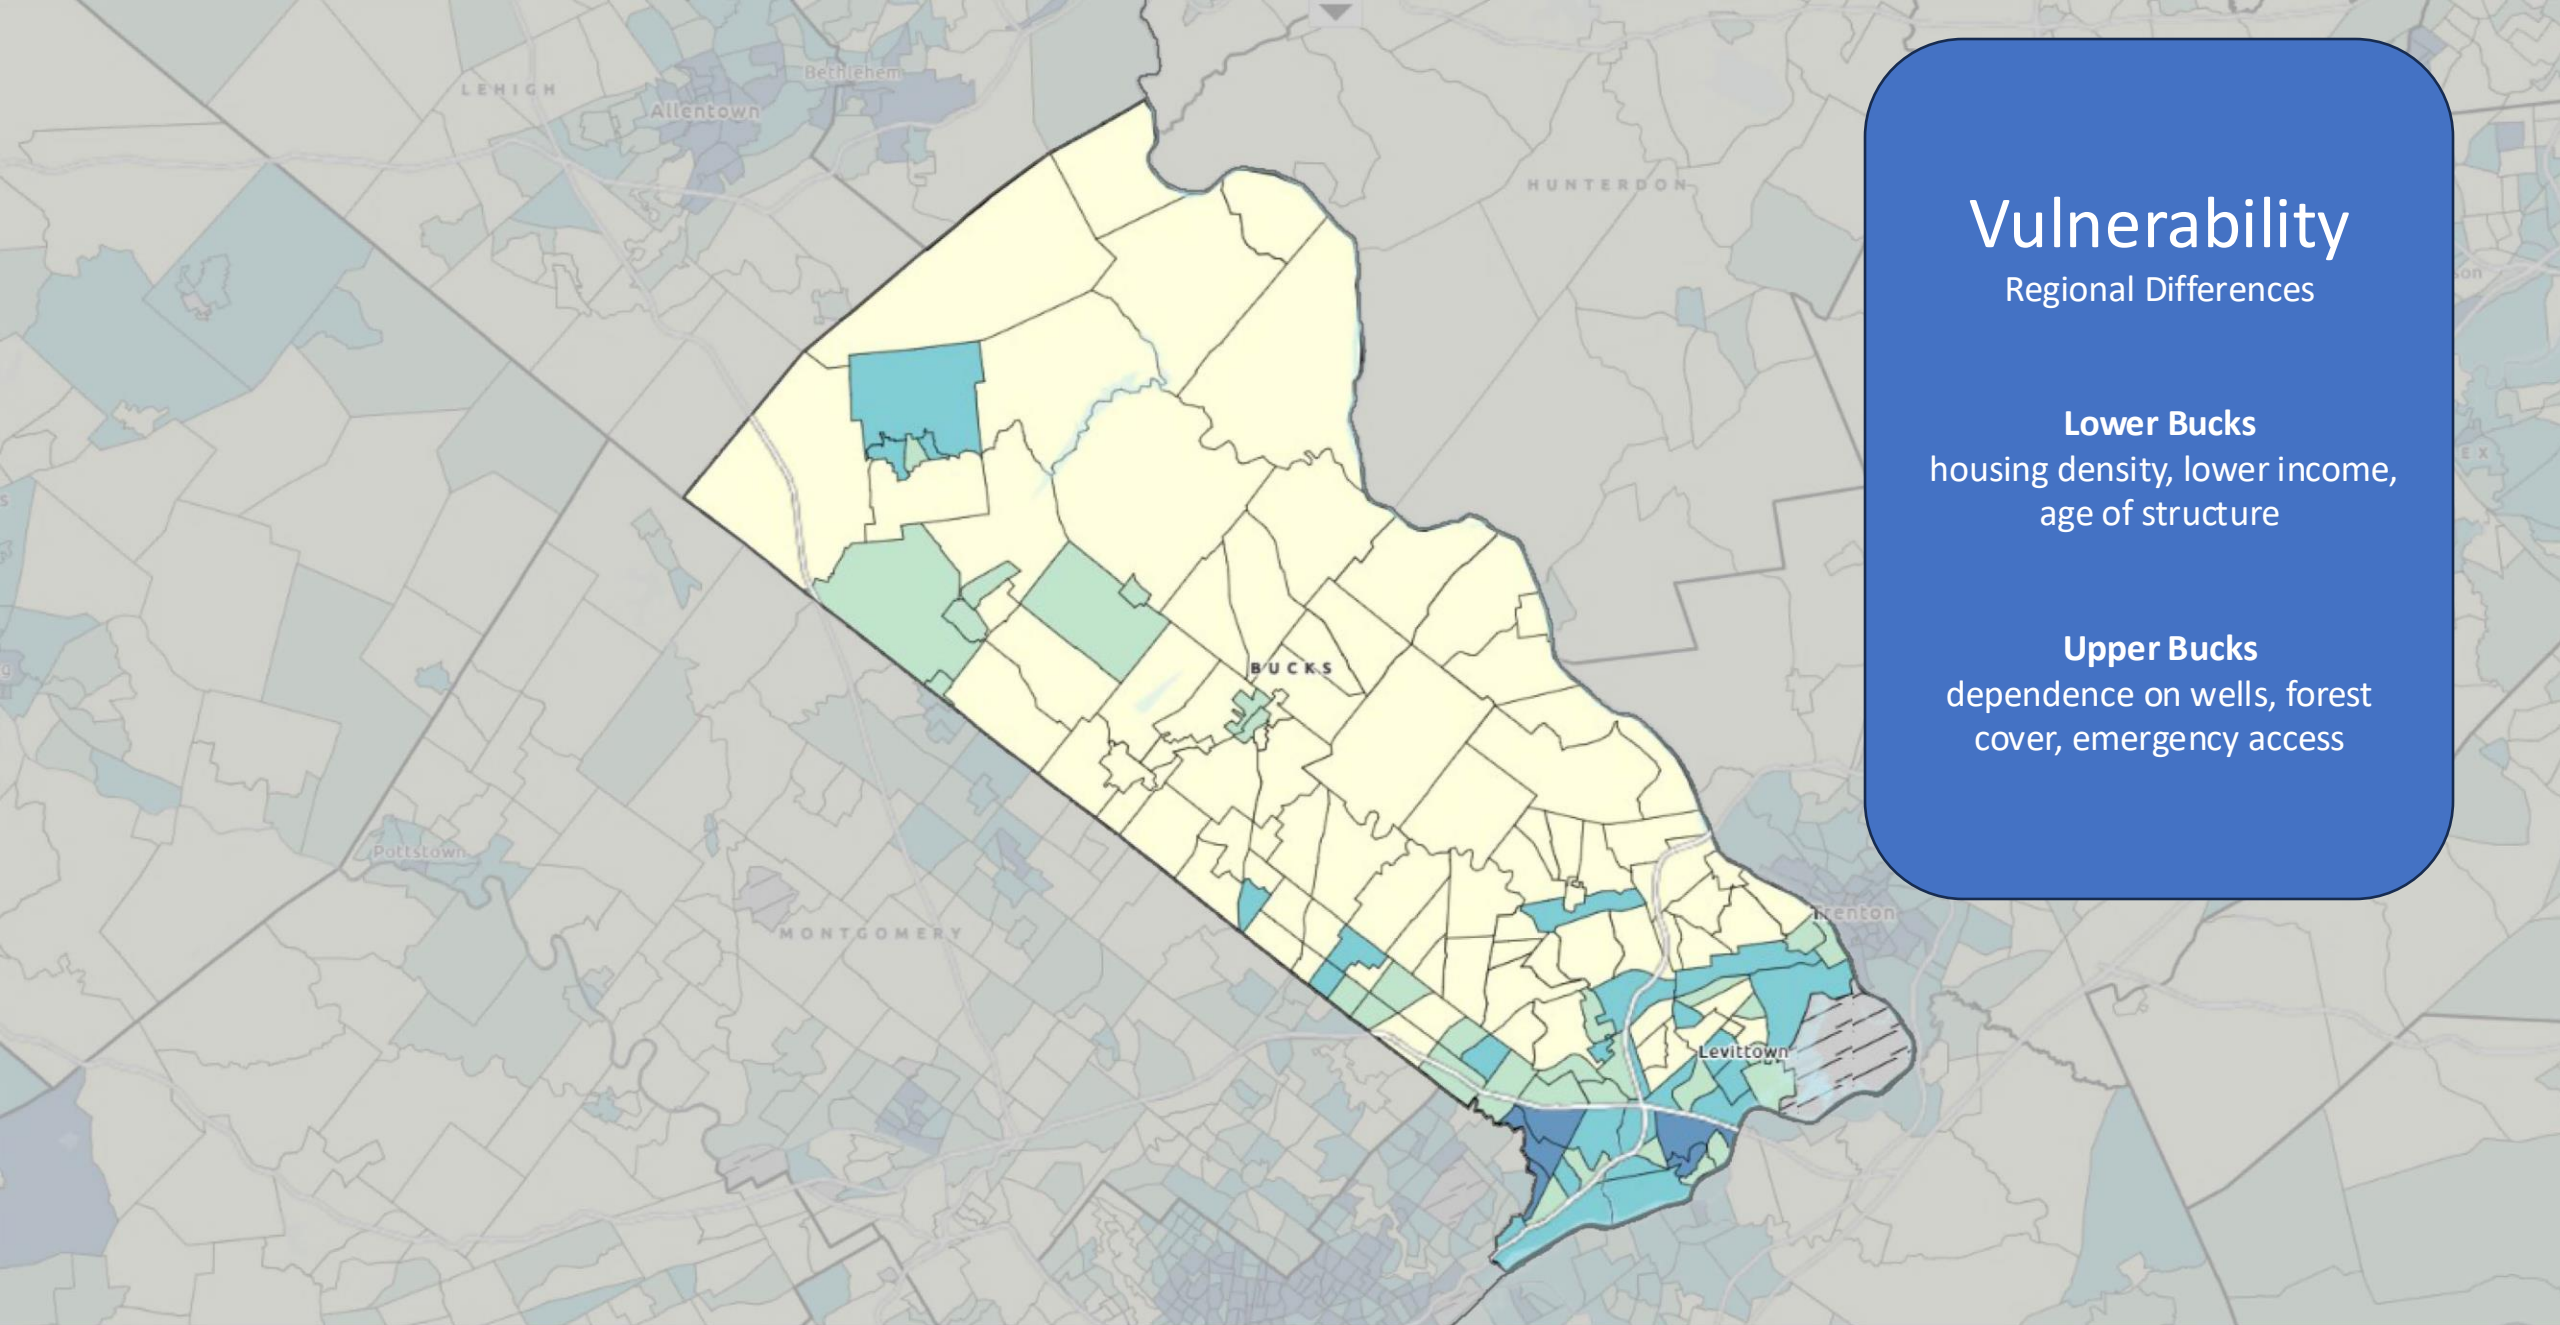 LEHIGH
Bethlehem
Allentown
HUNTERDON
BUCKS
Pottstown
MONTGOMERY
Trenton
Levittown
Vulnerability
Regional Differences
Lower Bucks
housing density, lower income,
age of structure
Upper Bucks
dependence on wells, forest
cover, emergency access